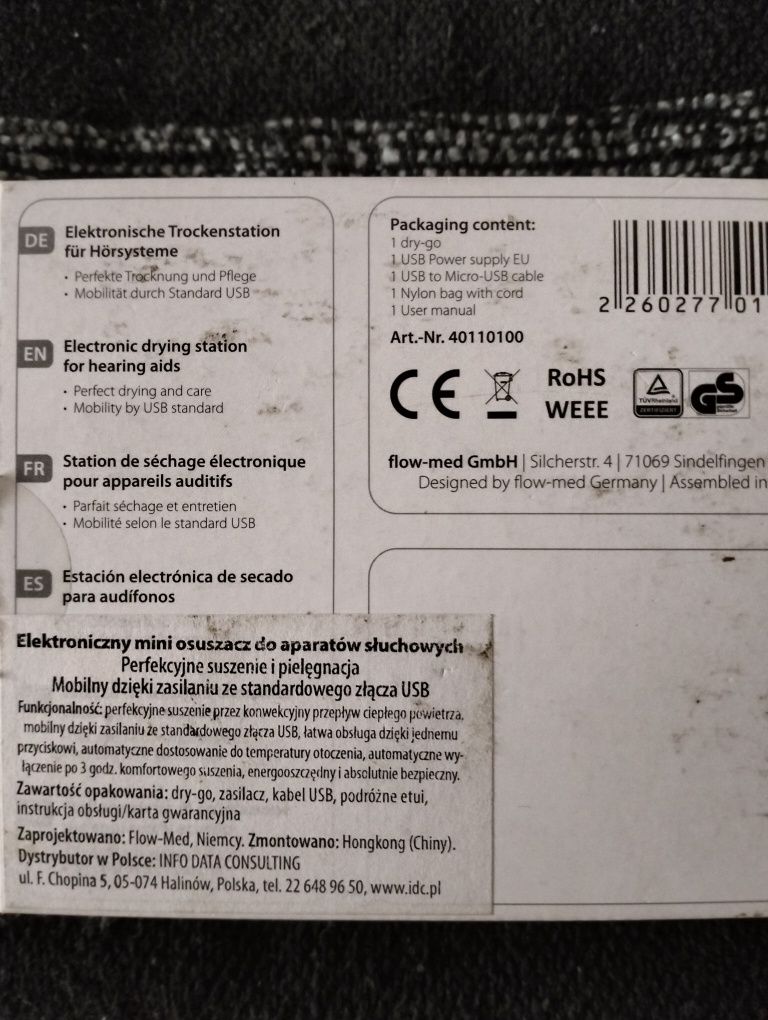 DE
Elektronische Trockenstation
für Hörsysteme
• Perfekte Trocknung und Pflege
• Mobilität durch Standard USB
EN
Electronic drying station
for hearing aids
• Perfect drying and care
• Mobility by USB standard
FR
Station de séchage électronique
pour appareils auditifs
• Parfait séchage et entretien
• Mobilité selon le standard USB
ES
Estación electrónica de secado
para audífonos
Elektroniczny mini osuszacz do aparatów słuchowych
Perfekcyjne suszenie i pielęgnacja
Mobilny dzięki zasilaniu ze standardowego złącza USB
Funkcjonalność: perfekcyjne suszenie przez konwekcyjny przepływ ciepłego powietrza,
mobilny dzięki zasilaniu ze standardowego złącza USB, łatwa obsługa dzięki jednemu
przyciskowi, automatyczne dostosowanie do temperatury otoczenia, automatyczne wy-
łączenie po 3 godz. komfortowego suszenia, energooszczędny i absolutnie bezpieczny.
Zawartość opakowania: dry-go, zasilacz, kabel USB, podróżne etui,
instrukcja obsługi/karta gwarancyjna
Zaprojektowano: Flow-Med, Niemcy. Zmontowano: Hongkong (Chiny).
Dystrybutor w Polsce: INFO DATA CONSULTING
ul. F. Chopina 5, 05-074 Halinów, Polska, tel. 22 648 96 50, www.idc.pl
Packaging content:
1 dry-go
1 USB Power supply EU
1 USB to Micro-USB cable
1 Nylon bag with cord
1 User manual
2 260277 01
Art.-Nr. 40110100
CE
RoHS
WEEE
TÜVRheinland
ZERTIFIZIERT
GS
geprüfte
Sicherheit
flow-med GmbH | Silcherstr. 4 | 71069 Sindelfingen
Designed by flow-med Germany | Assembled in